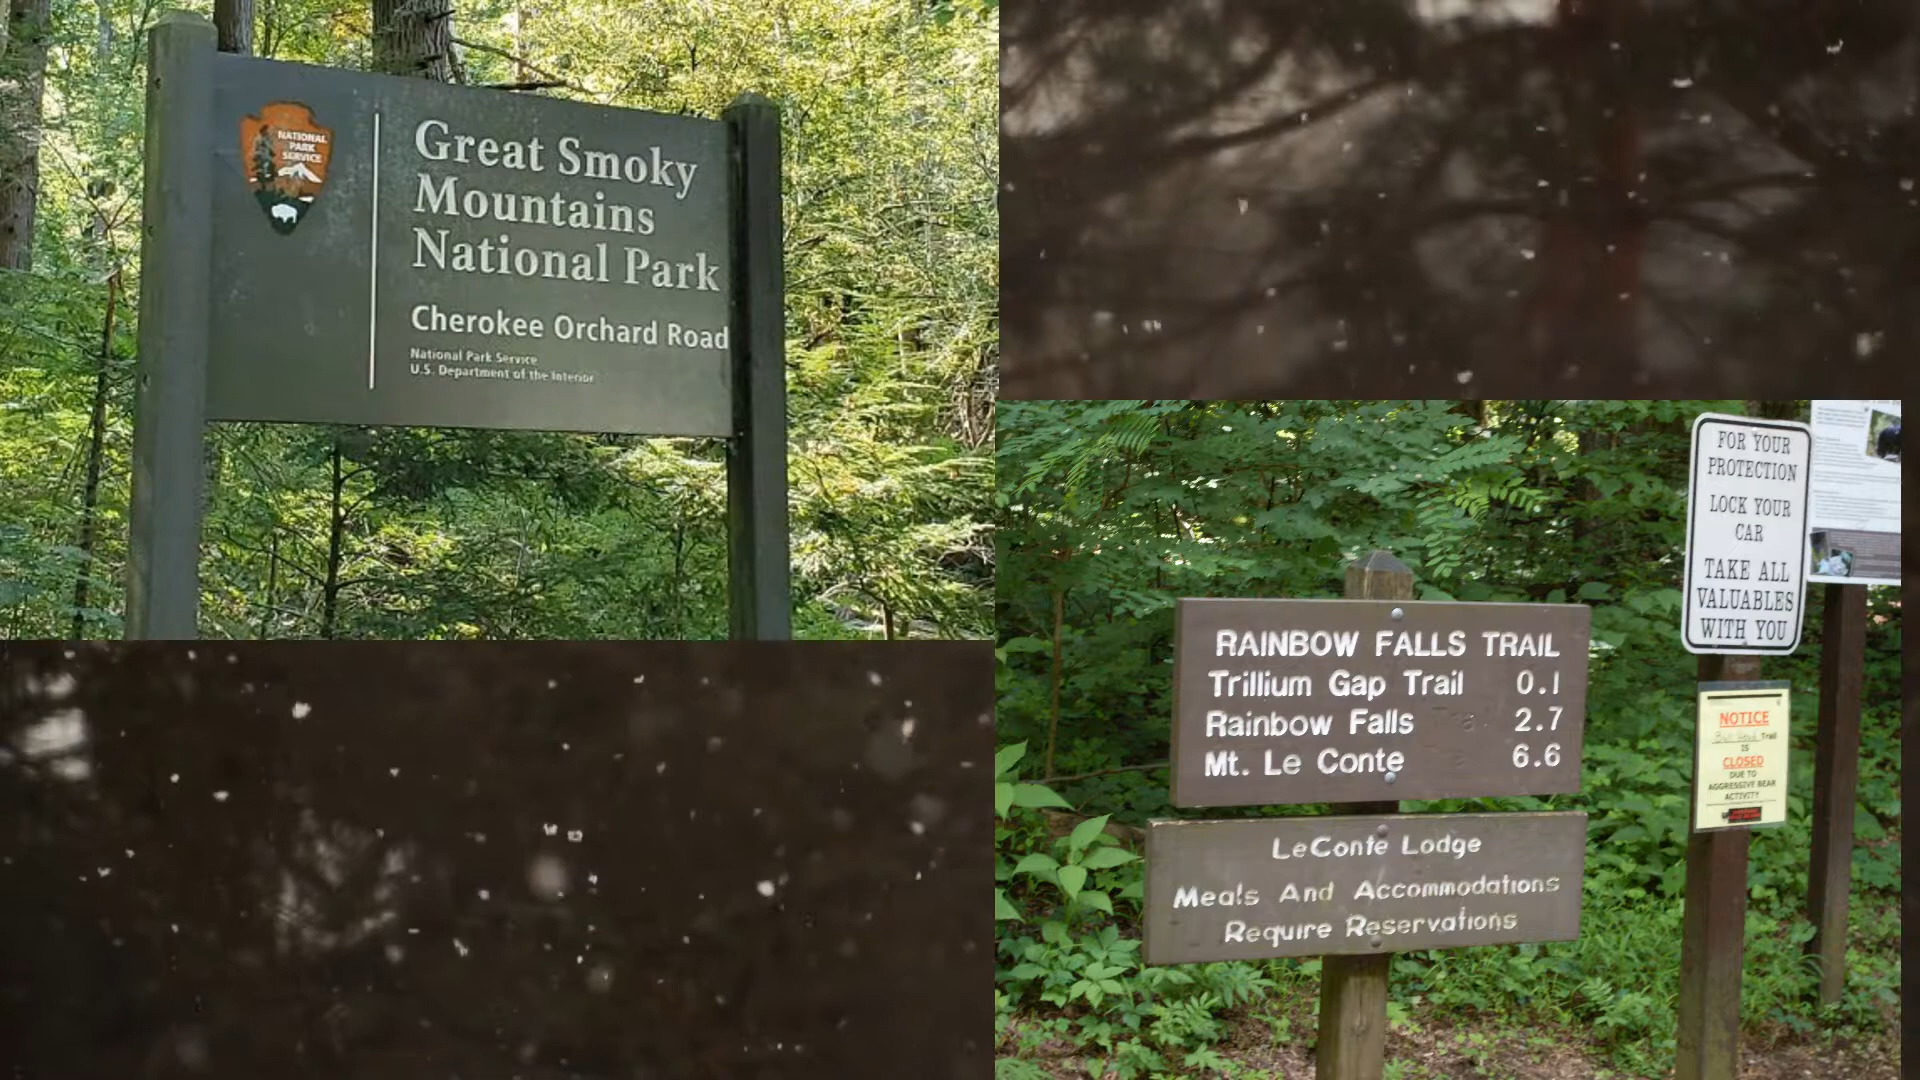 NATIONAL
PARK
SERVICE
Great Smoky
Mountains
National Park
Cherokee Orchard Road
National Park Service
U.S. Department of the Interior
RAINBOW FALLS TRAIL
Trillium Gap Trail 0.1
Rainbow Falls 2.7
Mt. Le Conte 6.6
LeConte Lodge
Meals And Accommodations
Require Reservations
FOR YOUR
PROTECTION
LOCK YOUR
CAR
TAKE ALL
VALUABLES
WITH YOU
NOTICE
Trail
IS
CLOSED
DUE TO
AGGRESSIVE BEAR
ACTIVITY